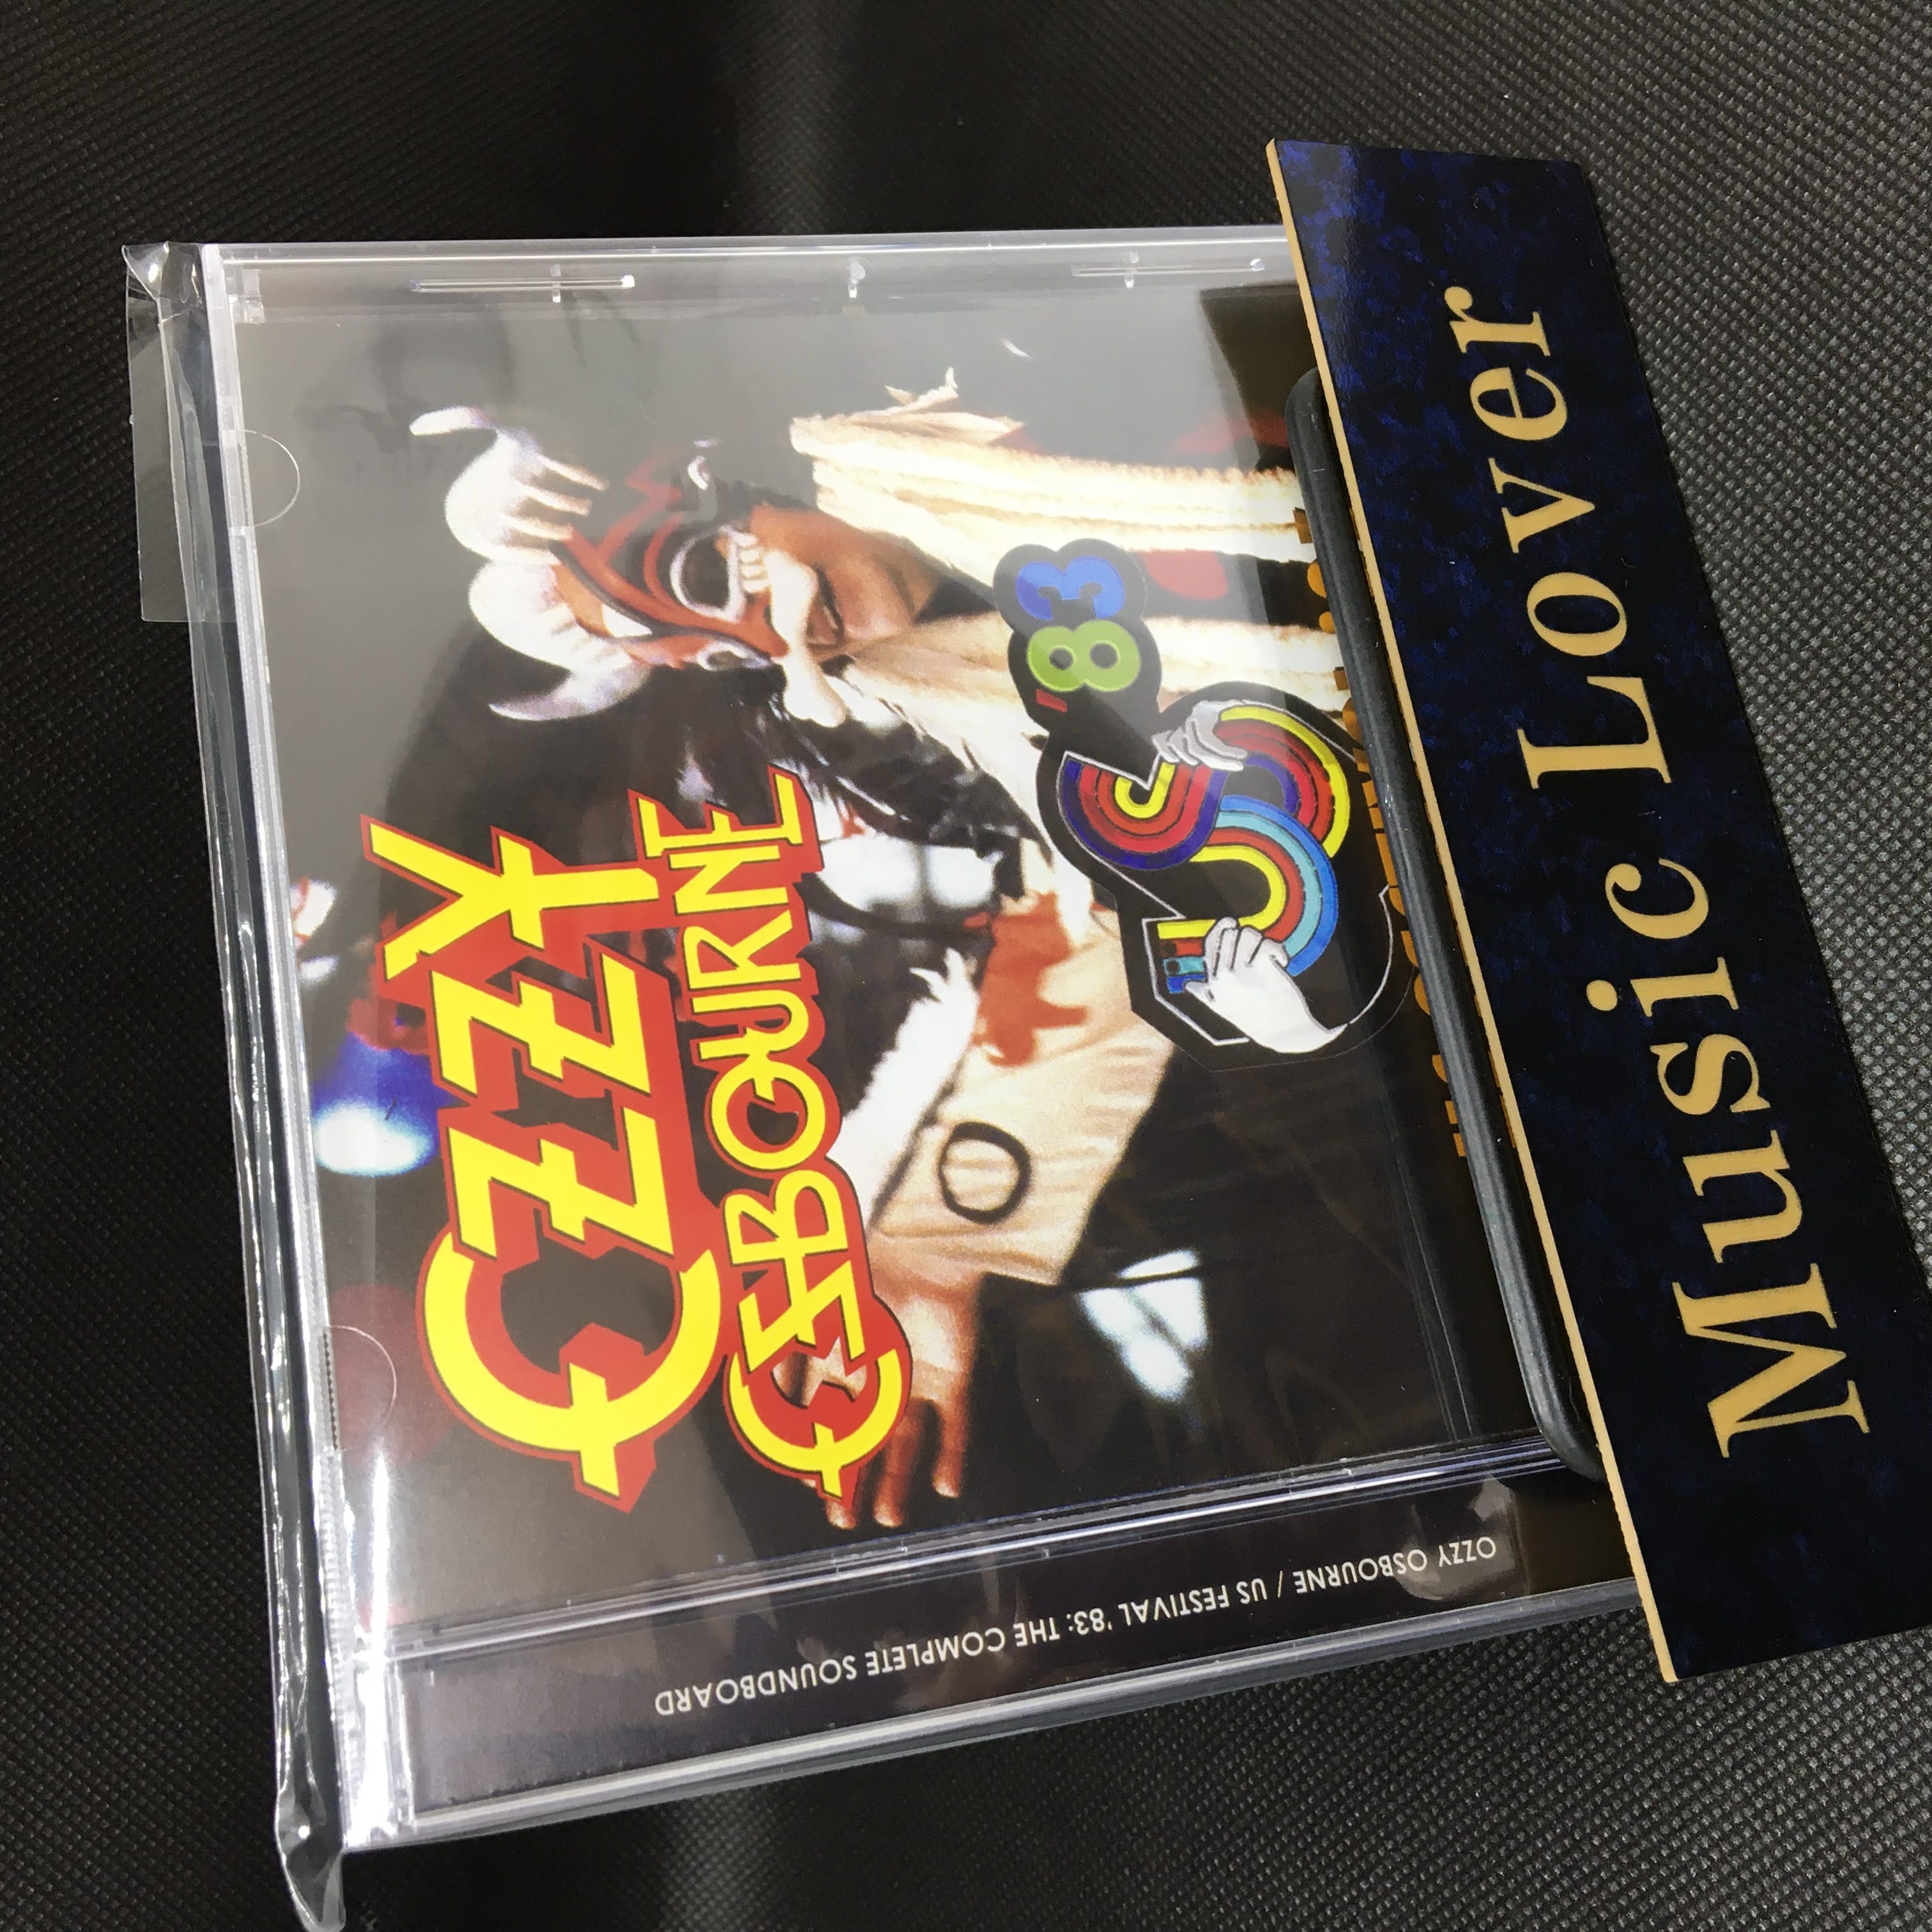 OZZY
OSBOURNE
US
'83
OZZY OSBOURNE / US FESTIVAL '83: THE COMPLETE SOUNDBOARD
Music Lover